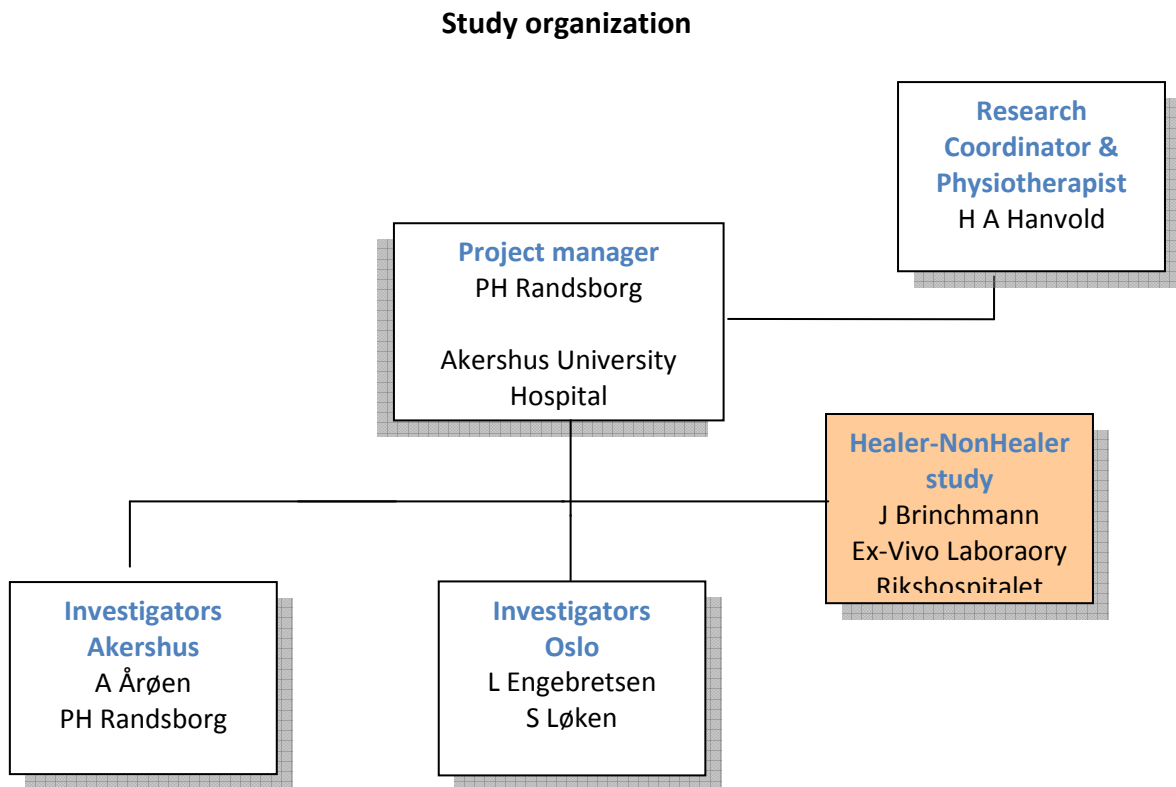 Study organization
Research
Coordinator &
Physiotherapist
H A Hanvold
Project manager
PH Randsborg
Akershus University
Hospital
Healer-NonHealer
study
J Brinchmann
Ex-Vivo Laboraory
Rikshospitalet
Investigators
Akershus
A Årøen
PH Randsborg
Investigators
Oslo
L Engebretsen
S Løken